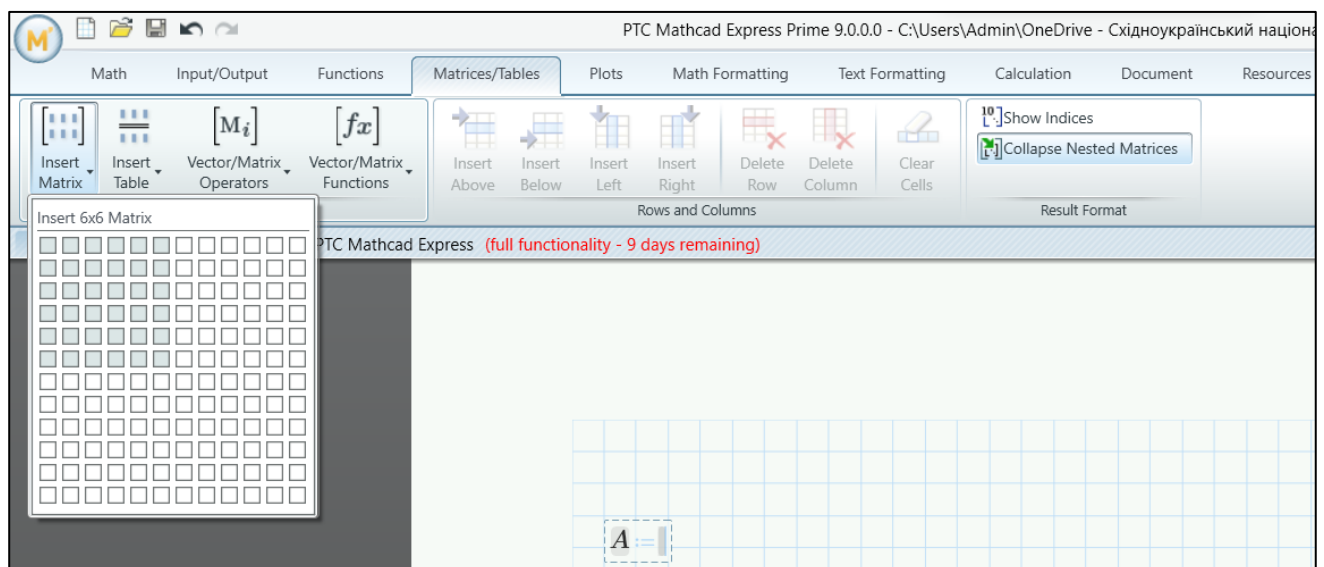 PTC Mathcad Express Prime 9.0.0.0 - C:\Users\Admin\OneDrive - Східноукраїнський націона
Math Input/Output Functions Matrices/Tables Plots Math Formatting Text Formatting Calculation Document Resources
Insert Matrix
Insert Table
Vector/Matrix Operators
Vector/Matrix Functions
Insert Above
Insert Below
Insert Left
Insert Right
Delete Row
Delete Column
Clear Cells
Show Indices
Collapse Nested Matrices
Rows and Columns
Result Format
Insert 6x6 Matrix
PTC Mathcad Express (full functionality - 9 days remaining)
A :=